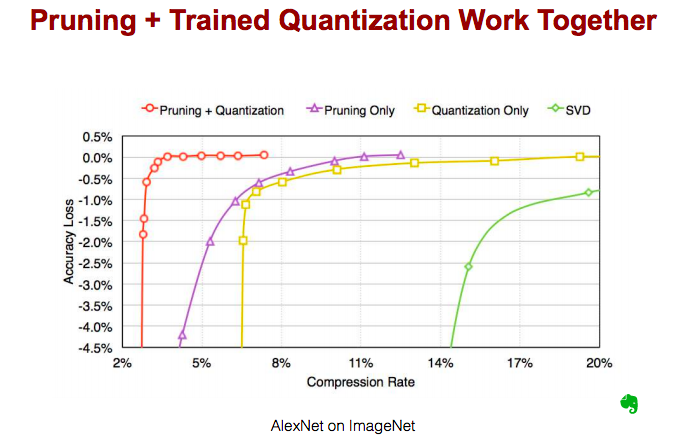 Pruning + Trained Quantization Work Together
Pruning + Quantization Pruning Only Quantization Only SVD
0.5%
0.0%
-0.5%
-1.0%
-1.5%
-2.0%
-2.5%
-3.0%
-3.5%
-4.0%
-4.5%
Accuracy Loss
2% 5% 8% 11% 14% 17% 20%
Compression Rate
AlexNet on ImageNet